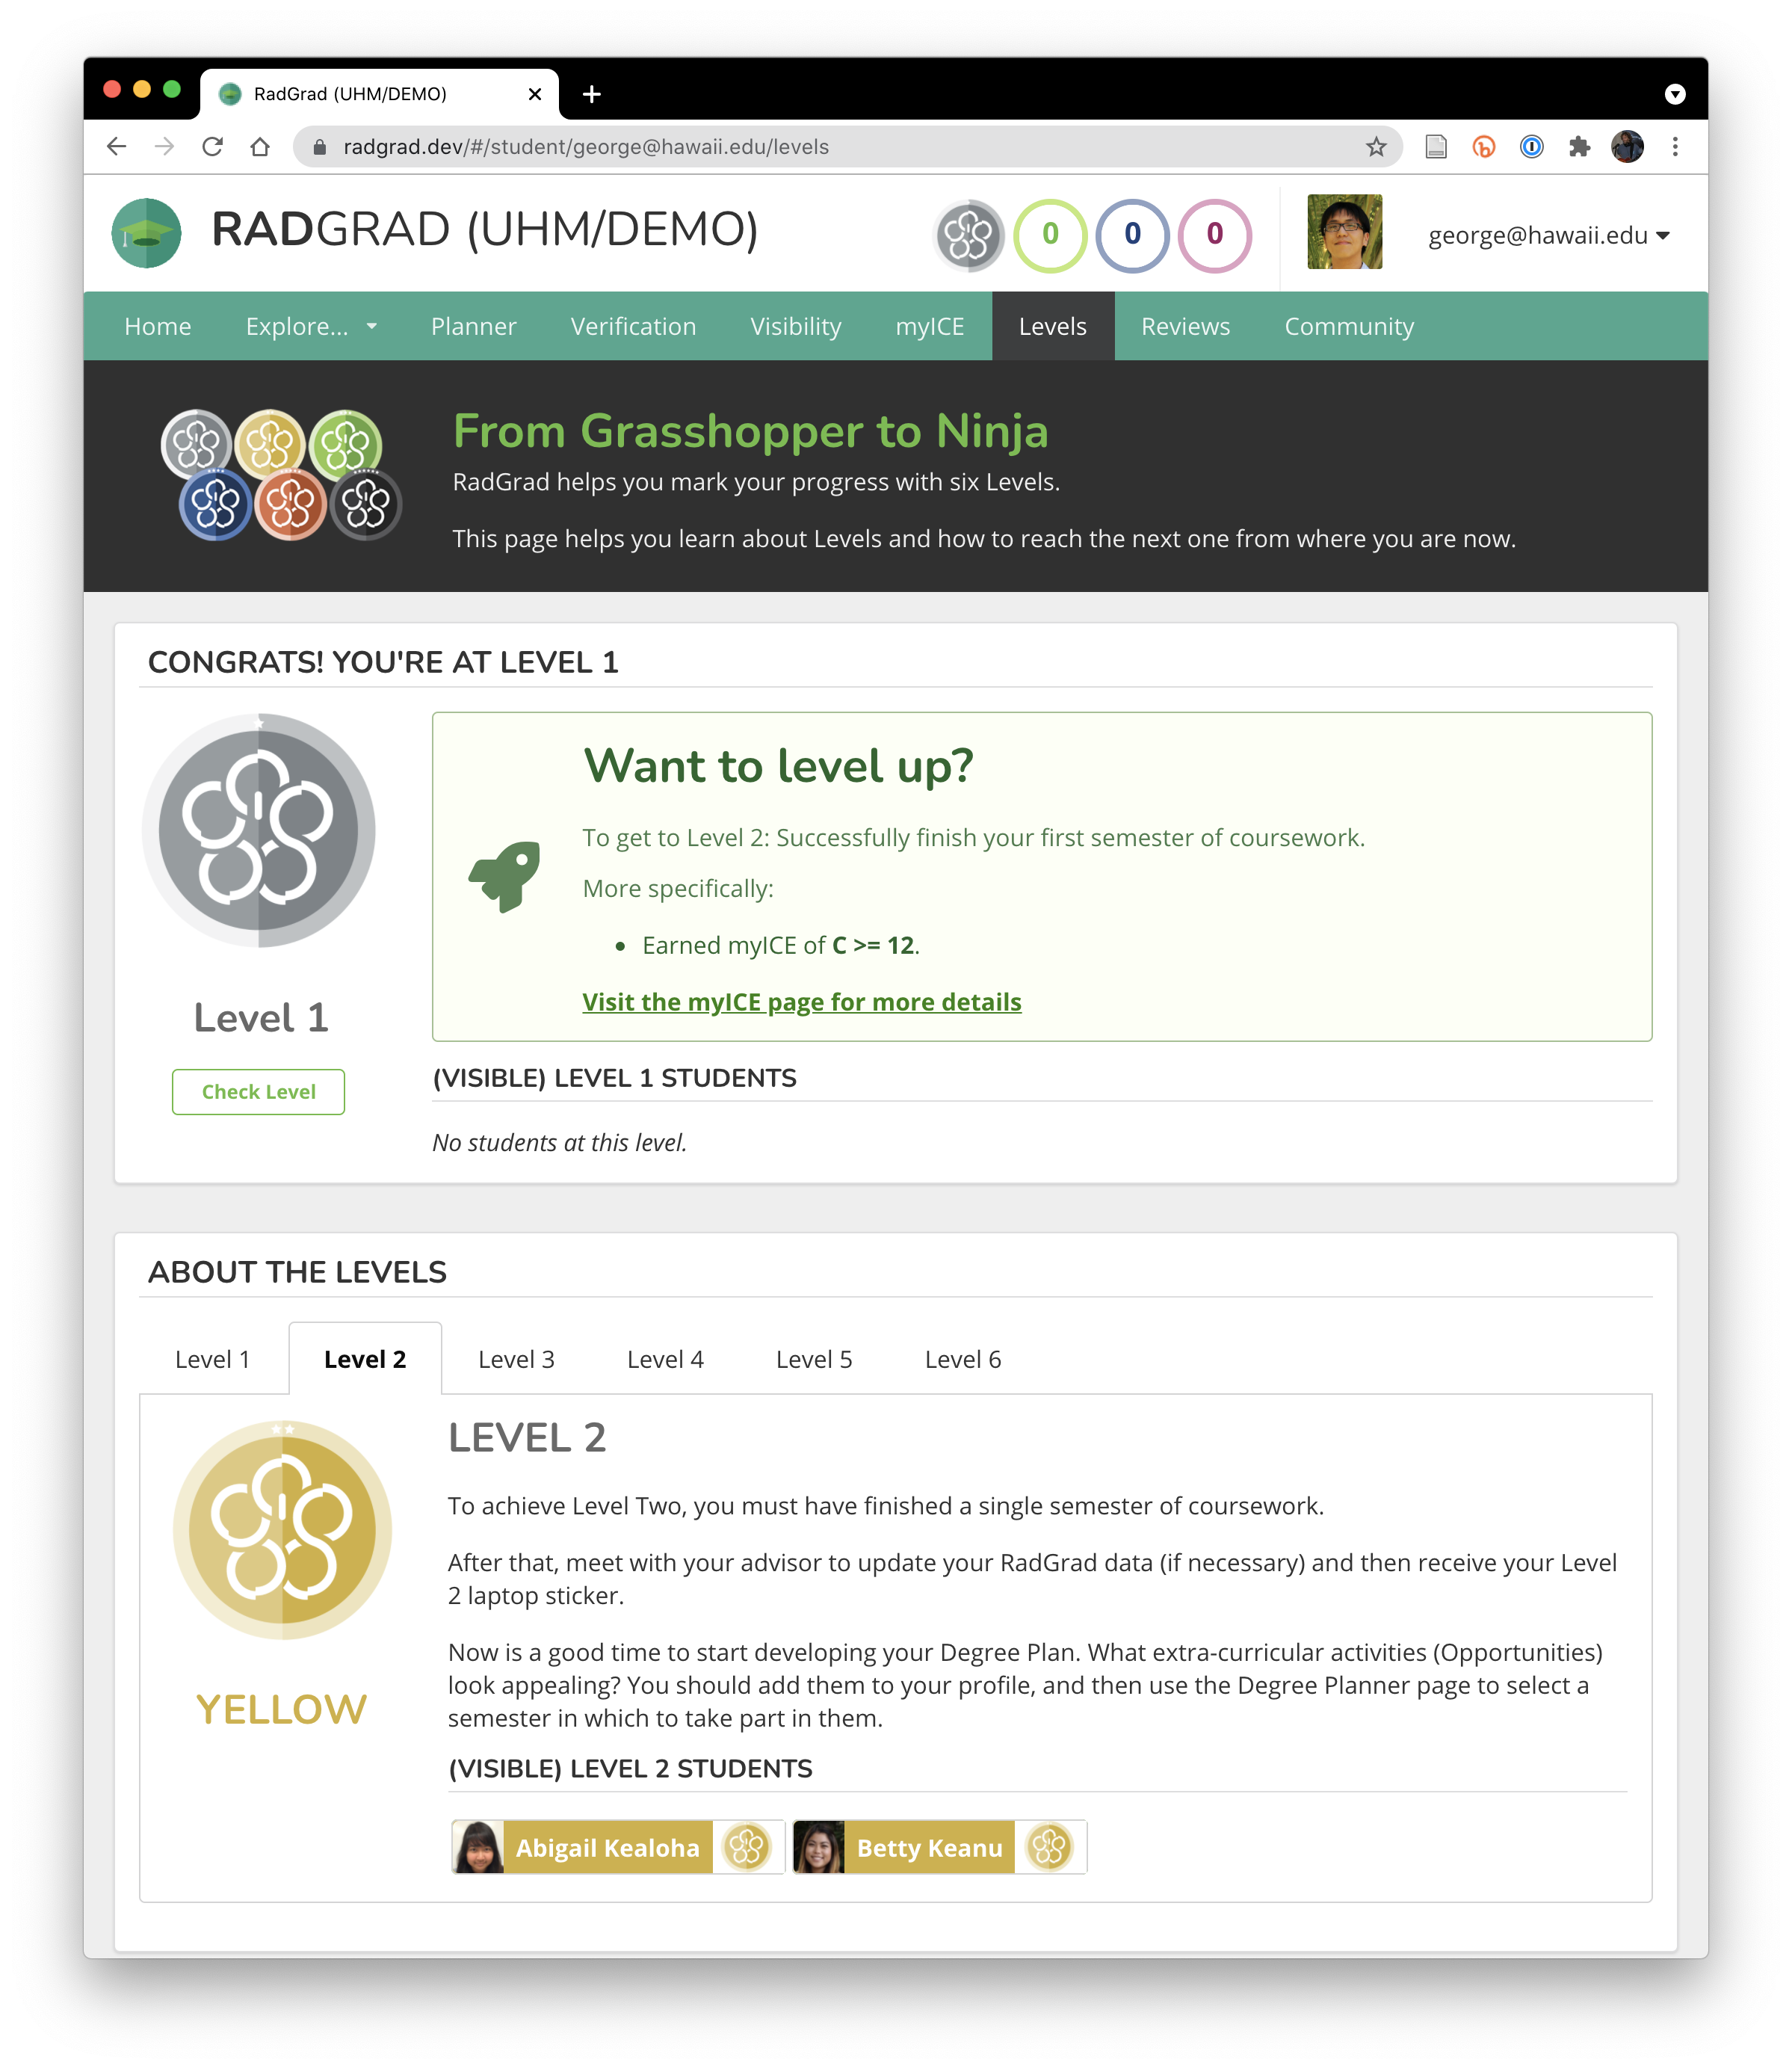 RadGrad (UHM/DEMO)
radgrad.dev/#/student/george@hawaii.edu/levels
RADGRAD (UHM/DEMO)
0
0
0
george@hawaii.edu
Home
Explore...
Planner
Verification
Visibility
myICE
Levels
Reviews
Community
From Grasshopper to Ninja
RadGrad helps you mark your progress with six Levels.
This page helps you learn about Levels and how to reach the next one from where you are now.
CONGRATS! YOU'RE AT LEVEL 1
Want to level up?
To get to Level 2: Successfully finish your first semester of coursework.
More specifically:
• Earned myICE of C >= 12.
Visit the myICE page for more details
Level 1
Check Level
(VISIBLE) LEVEL 1 STUDENTS
No students at this level.
ABOUT THE LEVELS
Level 1
Level 2
Level 3
Level 4
Level 5
Level 6
LEVEL 2
To achieve Level Two, you must have finished a single semester of coursework.
After that, meet with your advisor to update your RadGrad data (if necessary) and then receive your Level
2 laptop sticker.
Now is a good time to start developing your Degree Plan. What extra-curricular activities (Opportunities)
look appealing? You should add them to your profile, and then use the Degree Planner page to select a
semester in which to take part in them.
YELLOW
(VISIBLE) LEVEL 2 STUDENTS
Abigail Kealoha
Betty Keanu